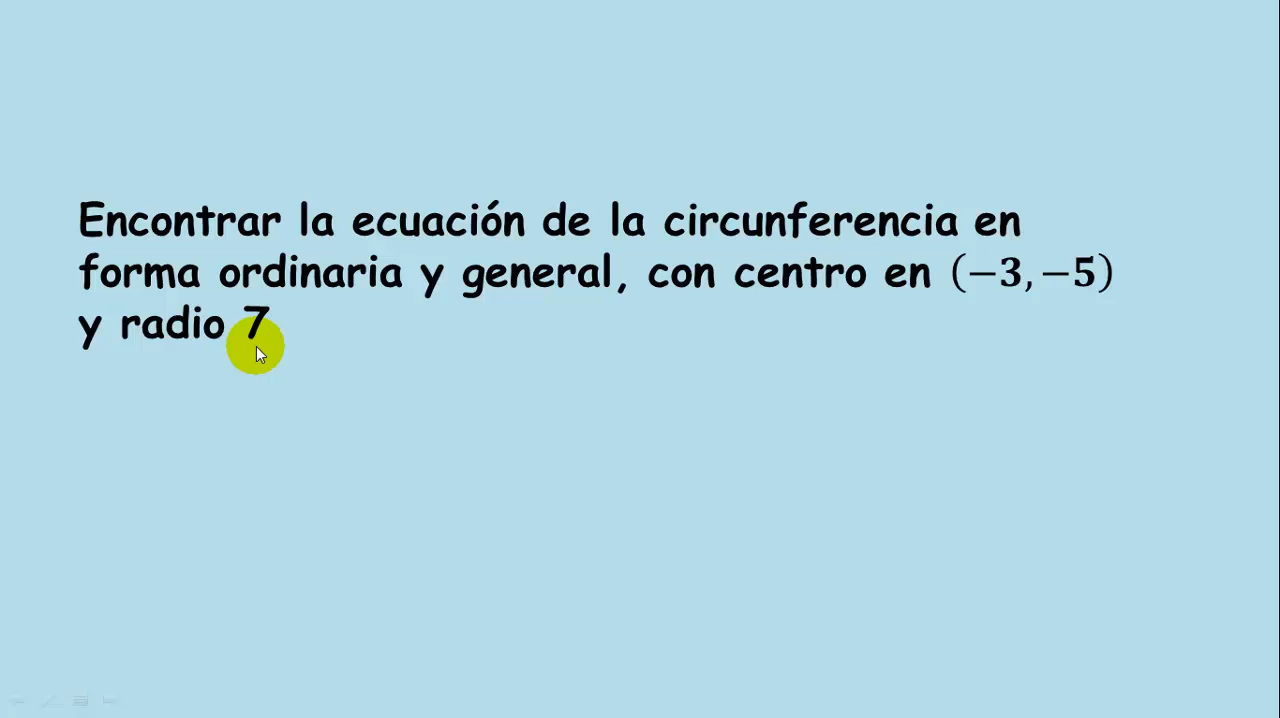 Encontrar la ecuación de la circunferencia en
forma ordinaria y general, con centro en (−3, −5)
y radio 7